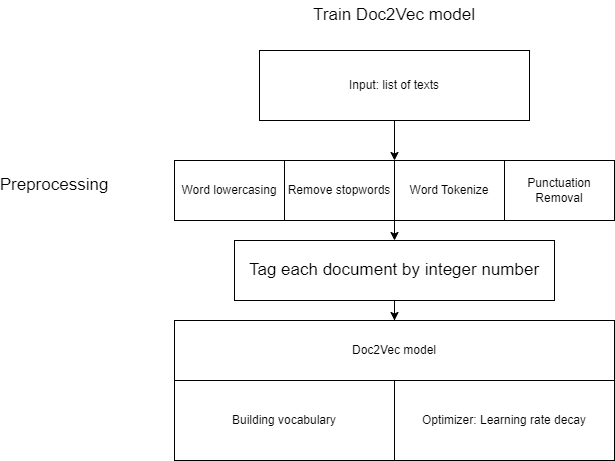 Train Doc2Vec model
Input: list of texts
Preprocessing
Word lowercasing
Remove stopwords
Word Tokenize
Punctuation
Removal
Tag each document by integer number
Doc2Vec model
Building vocabulary
Optimizer: Learning rate decay